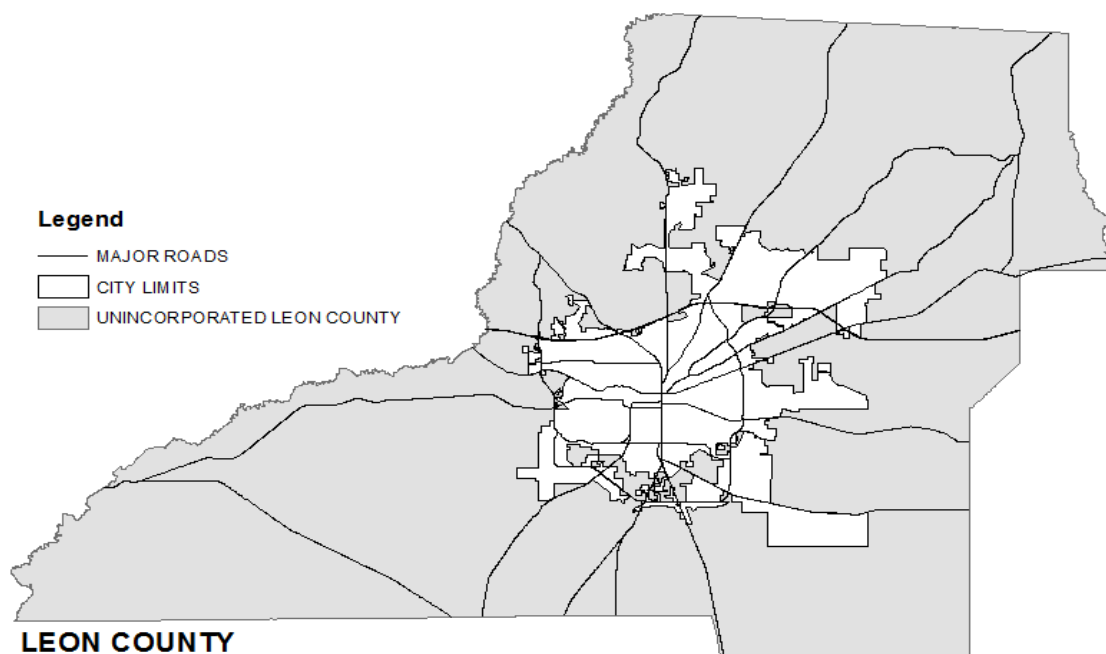 Legend
MAJOR ROADS
CITY LIMITS
UNINCORPORATED LEON COUNTY
LEON COUNTY